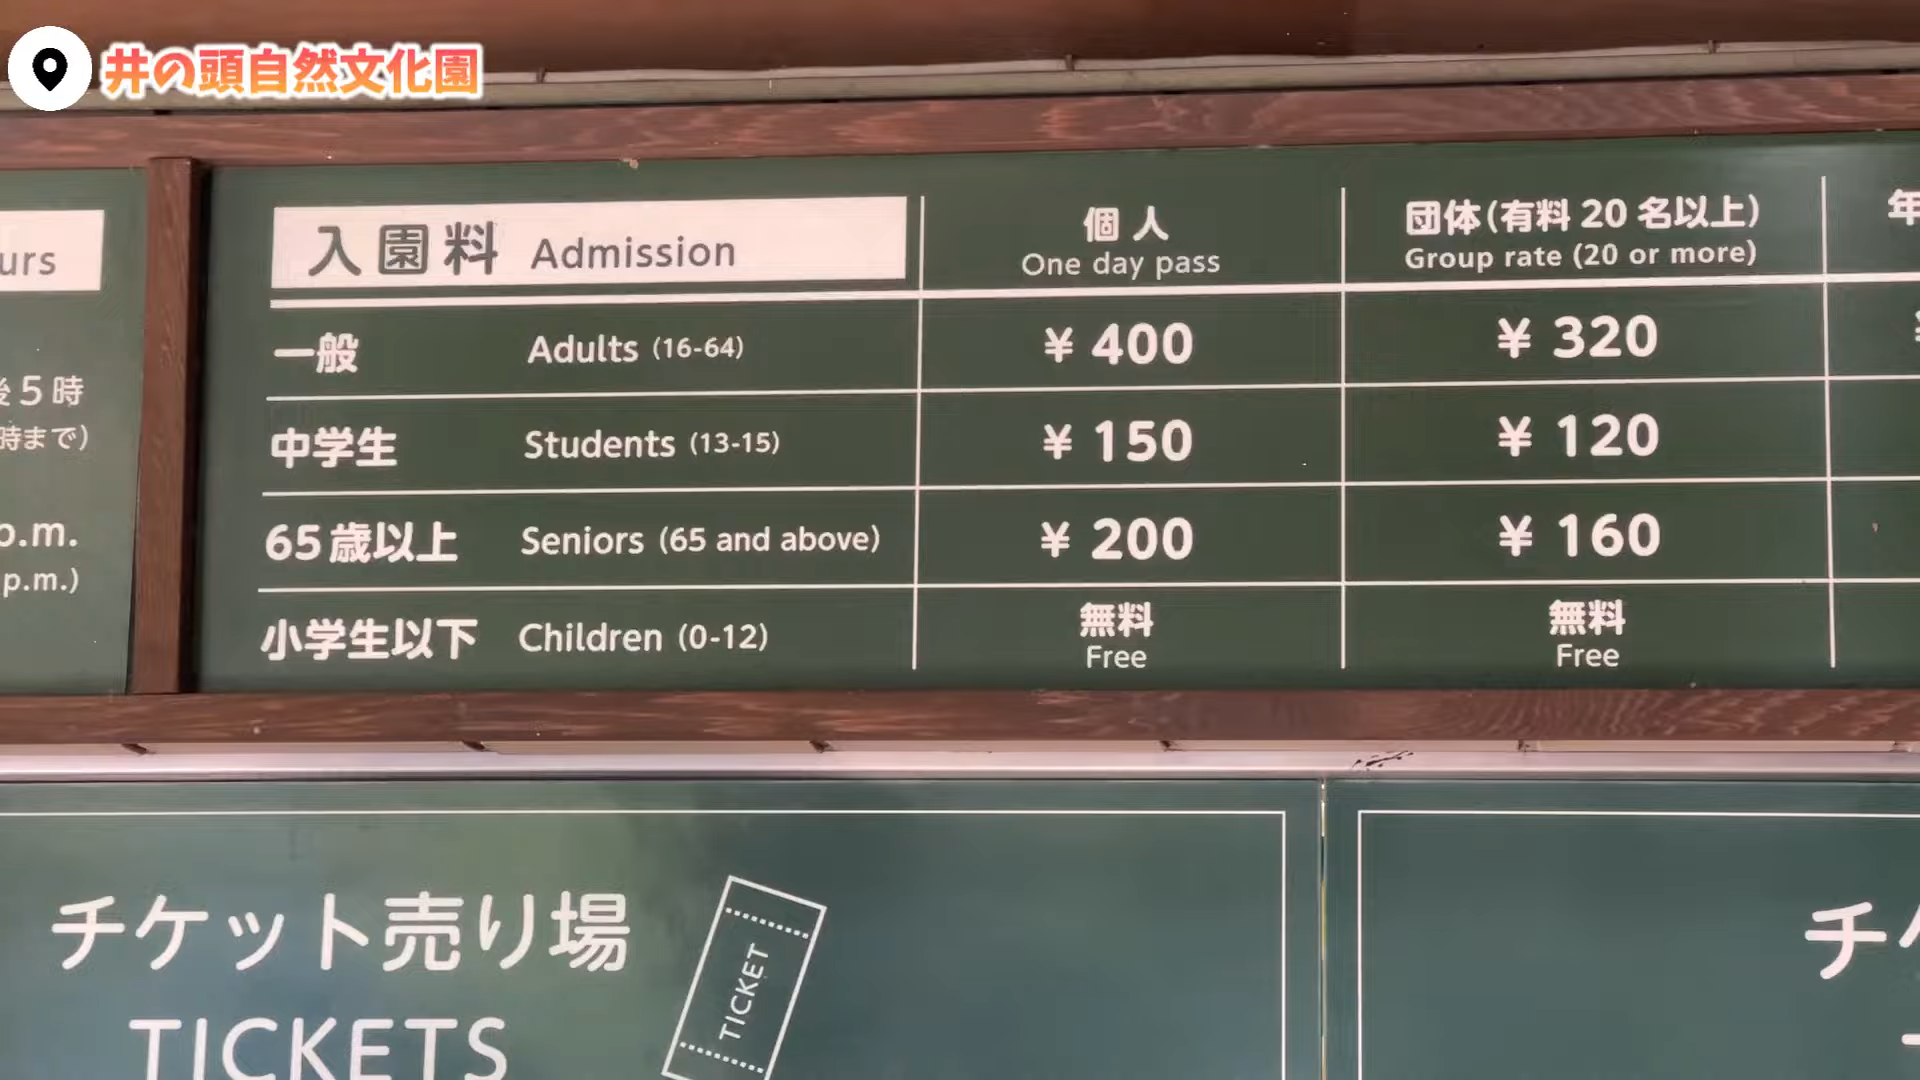 井の頭自然文化園
入園料 Admission
個人
One day pass
団体(有料20名以上)
Group rate (20 or more)
一般 Adults (16-64) ¥400 ¥320
中学生 Students (13-15) ¥150 ¥120
65歳以上 Seniors (65 and above) ¥200 ¥160
小学生以下 Children (0-12) 無料 Free 無料 Free
5時
時まで)
p.m.
p.m.)
チケット売り場
TICKETS
TICKET
チ